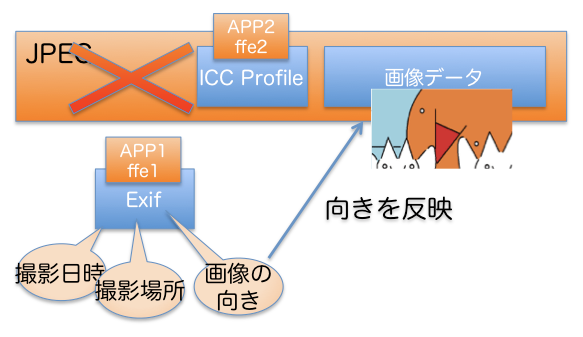 JPEG
APP2
ffe2
ICC Profile
画像データ
APP1
ffe1
Exif
向きを反映
撮影日時
撮影場所
画像の
向き